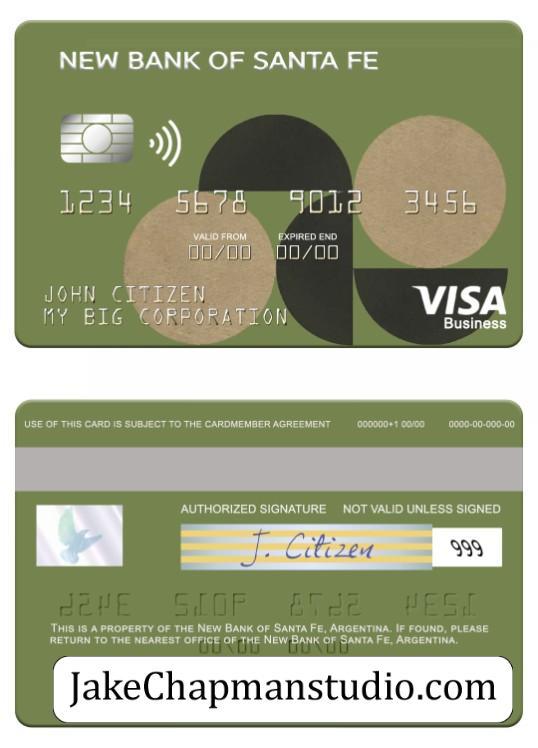 NEW BANK OF SANTA FE
1234 5678 9012 3456
VALID FROM EXPIRED END
00/00 00/00
JOHN CITIZEN
MY BIG CORPORATION
VISA
Business
USE OF THIS CARD IS SUBJECT TO THE CARDMEMBER AGREEMENT 000000+1 00/00 0000-00-000-00
AUTHORIZED SIGNATURE NOT VALID UNLESS SIGNED
J. Citizen 999
THIS IS A PROPERTY OF THE NEW BANK OF SANTA FE, ARGENTINA. IF FOUND, PLEASE
RETURN TO THE NEAREST OFFICE OF THE NEW BANK OF SANTA FE, ARGENTINA.
JakeChapmanstudio.com